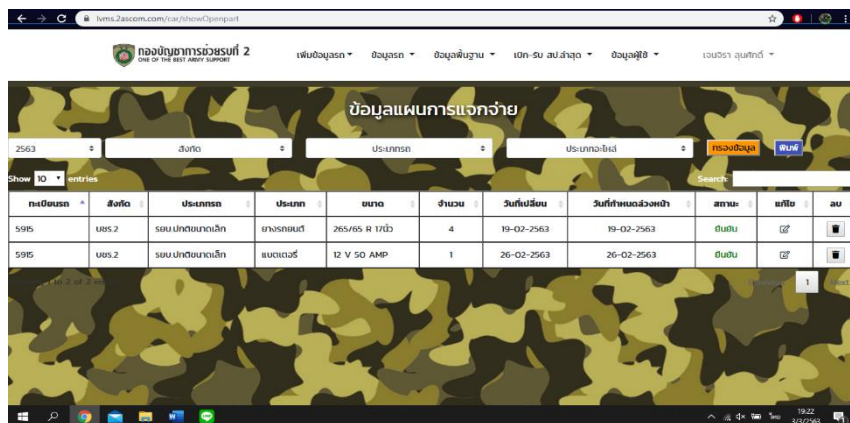 lvms.2ascom.com/car/showOpenpart
กองบัญชาการช่วยรบที่ 2
ONE OF THE BEST ARMY SUPPORT
เพิ่มข้อมูลรถ ข้อมูลรถ ข้อมูลพื้นฐาน เบิก-รับ สป.ล่าสุด ข้อมูลผู้ใช้ เจนจิรา ลุนศักดิ์
ข้อมูลแผนการแจกจ่าย
2563 สังกัด ประเภทรถ ประเภทอะไหล่ กรองข้อมูล พิมพ์
Show 10 entries Search:
ทะเบียนรถ สังกัด ประเภทรถ ประเภท ขนาด จำนวน วันที่เปลี่ยน วันที่กำหนดล่วงหน้า สถานะ แก้ไข ลบ
5915 บชร.2 รยบ.ปกติขนาดเล็ก ยางรถยนต์ 265/65 R 17นิ้ว 4 19-02-2563 19-02-2563 ยืนยัน
5915 บชร.2 รยบ.ปกติขนาดเล็ก แบตเตอรี่ 12 V 50 AMP 1 26-02-2563 26-02-2563 ยืนยัน
1 to 2 of 2 1 Next
19:22
3/3/2563